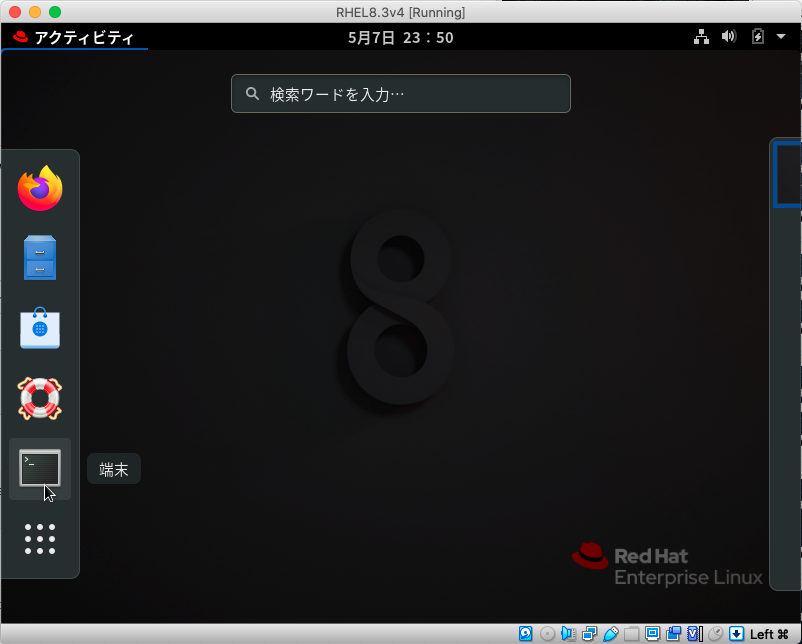 RHEL8.3v4 [Running]
アクティビティ
5月7日 23：50
検索ワードを入力…
8
>_
端末
Red Hat
Enterprise Linux
Left ⌘